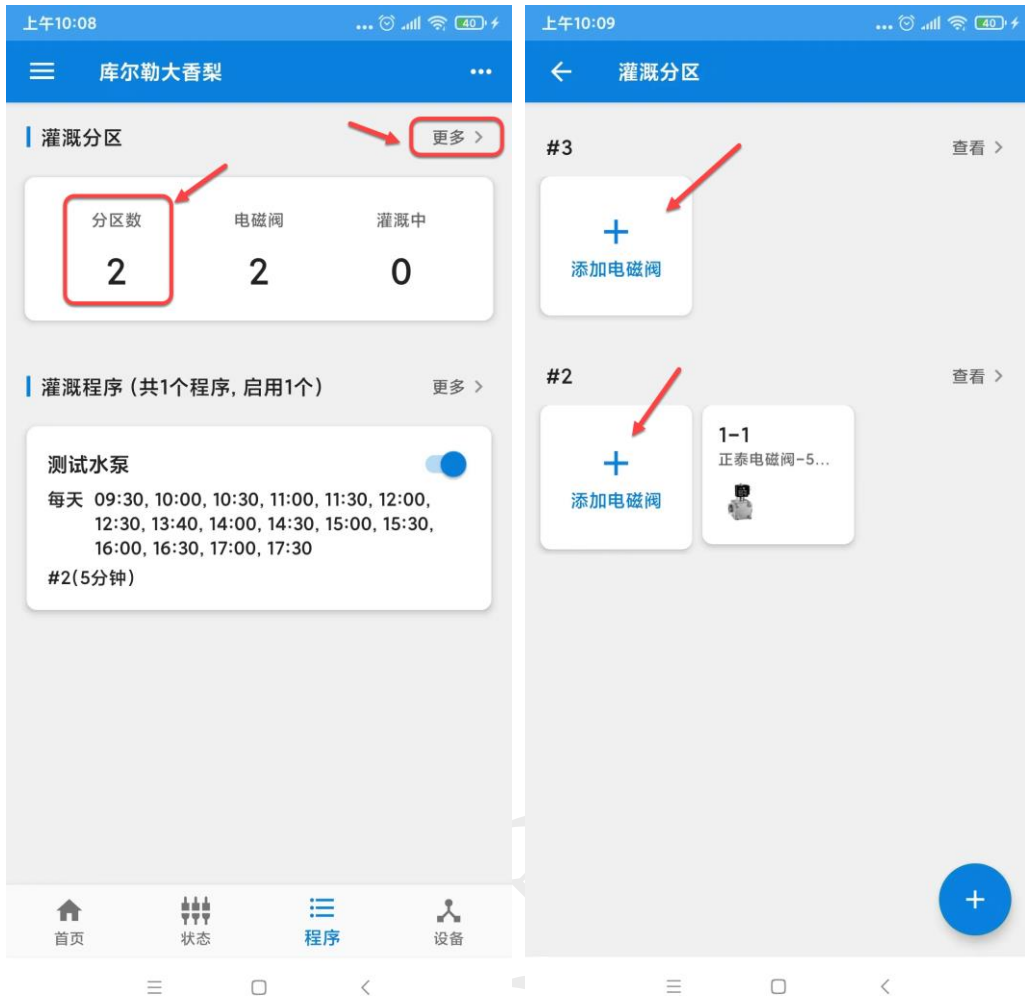 上午10:08
... 40
库尔勒大香梨
...
灌溉分区
更多 >
分区数 电磁阀 灌溉中
2 2 0
灌溉程序 (共1个程序, 启用1个)
更多 >
测试水泵
每天 09:30, 10:00, 10:30, 11:00, 11:30, 12:00,
12:30, 13:40, 14:00, 14:30, 15:00, 15:30,
16:00, 16:30, 17:00, 17:30
#2(5分钟)
首页 状态 程序 设备
上午10:09
... 40
灌溉分区
#3
查看 >
+
添加电磁阀
#2
查看 >
+
添加电磁阀
1-1
正泰电磁阀-5...
+